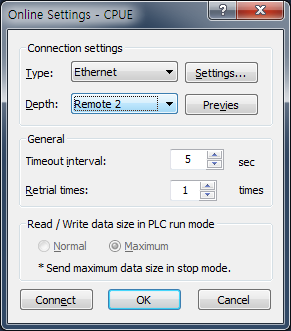 Online Settings - CPUE
Connection settings
Type: Ethernet Settings...
Depth: Remote 2 Previes
General
Timeout interval: 5 sec
Retrial times: 1 times
Read / Write data size in PLC run mode
Normal Maximum
* Send maximum data size in stop mode.
Connect OK Cancel